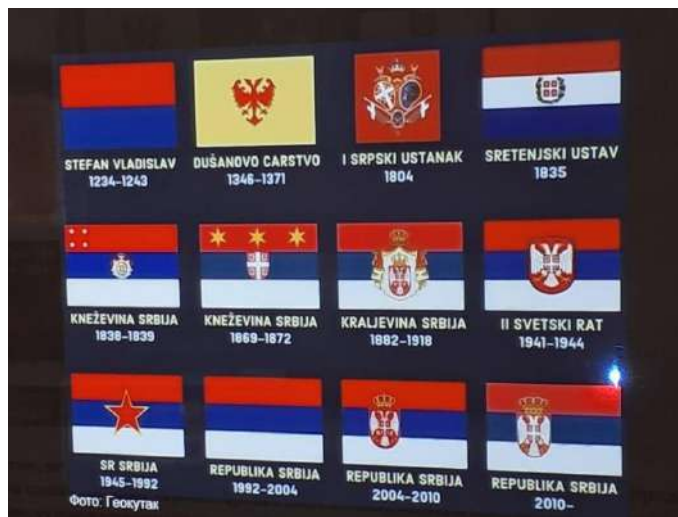 STEFAN VLADISLAV
1234-1243
DUŠANOVO CARSTVO
1346-1371
I SRPSKI USTANAK
1804
SRETENJSKI USTAV
1835
KNEŽEVINA SRBIJA
1838-1839
KNEŽEVINA SRBIJA
1869-1872
KRALJEVINA SRBIJA
1882-1918
II SVETSKI RAT
1941-1944
SR SRBIJA
1945-1992
REPUBLIKA SRBIJA
1992-2004
REPUBLIKA SRBIJA
2004-2010
REPUBLIKA SRBIJA
2010-
Фото: Геокутак